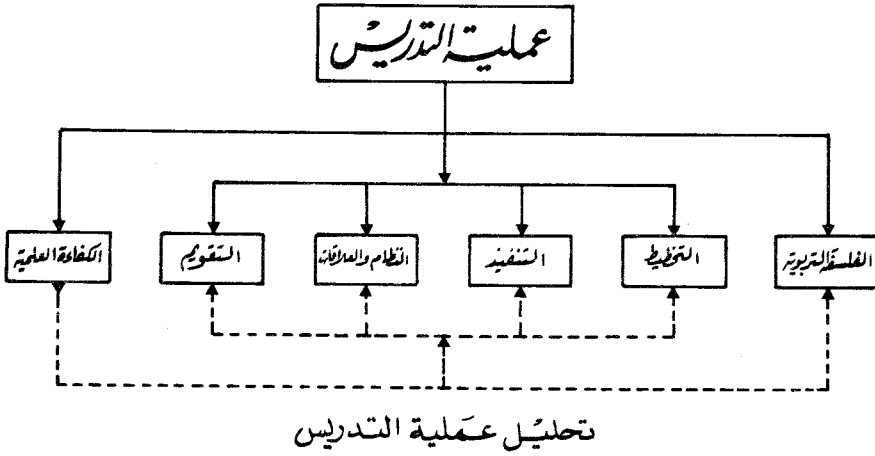 عملية التدريس
الفلسفة التربوية
التخطيط
التنفيذ
النظام والعلاقات
التقويم
الكفاءة العلمية
تحليل عملية التدريس